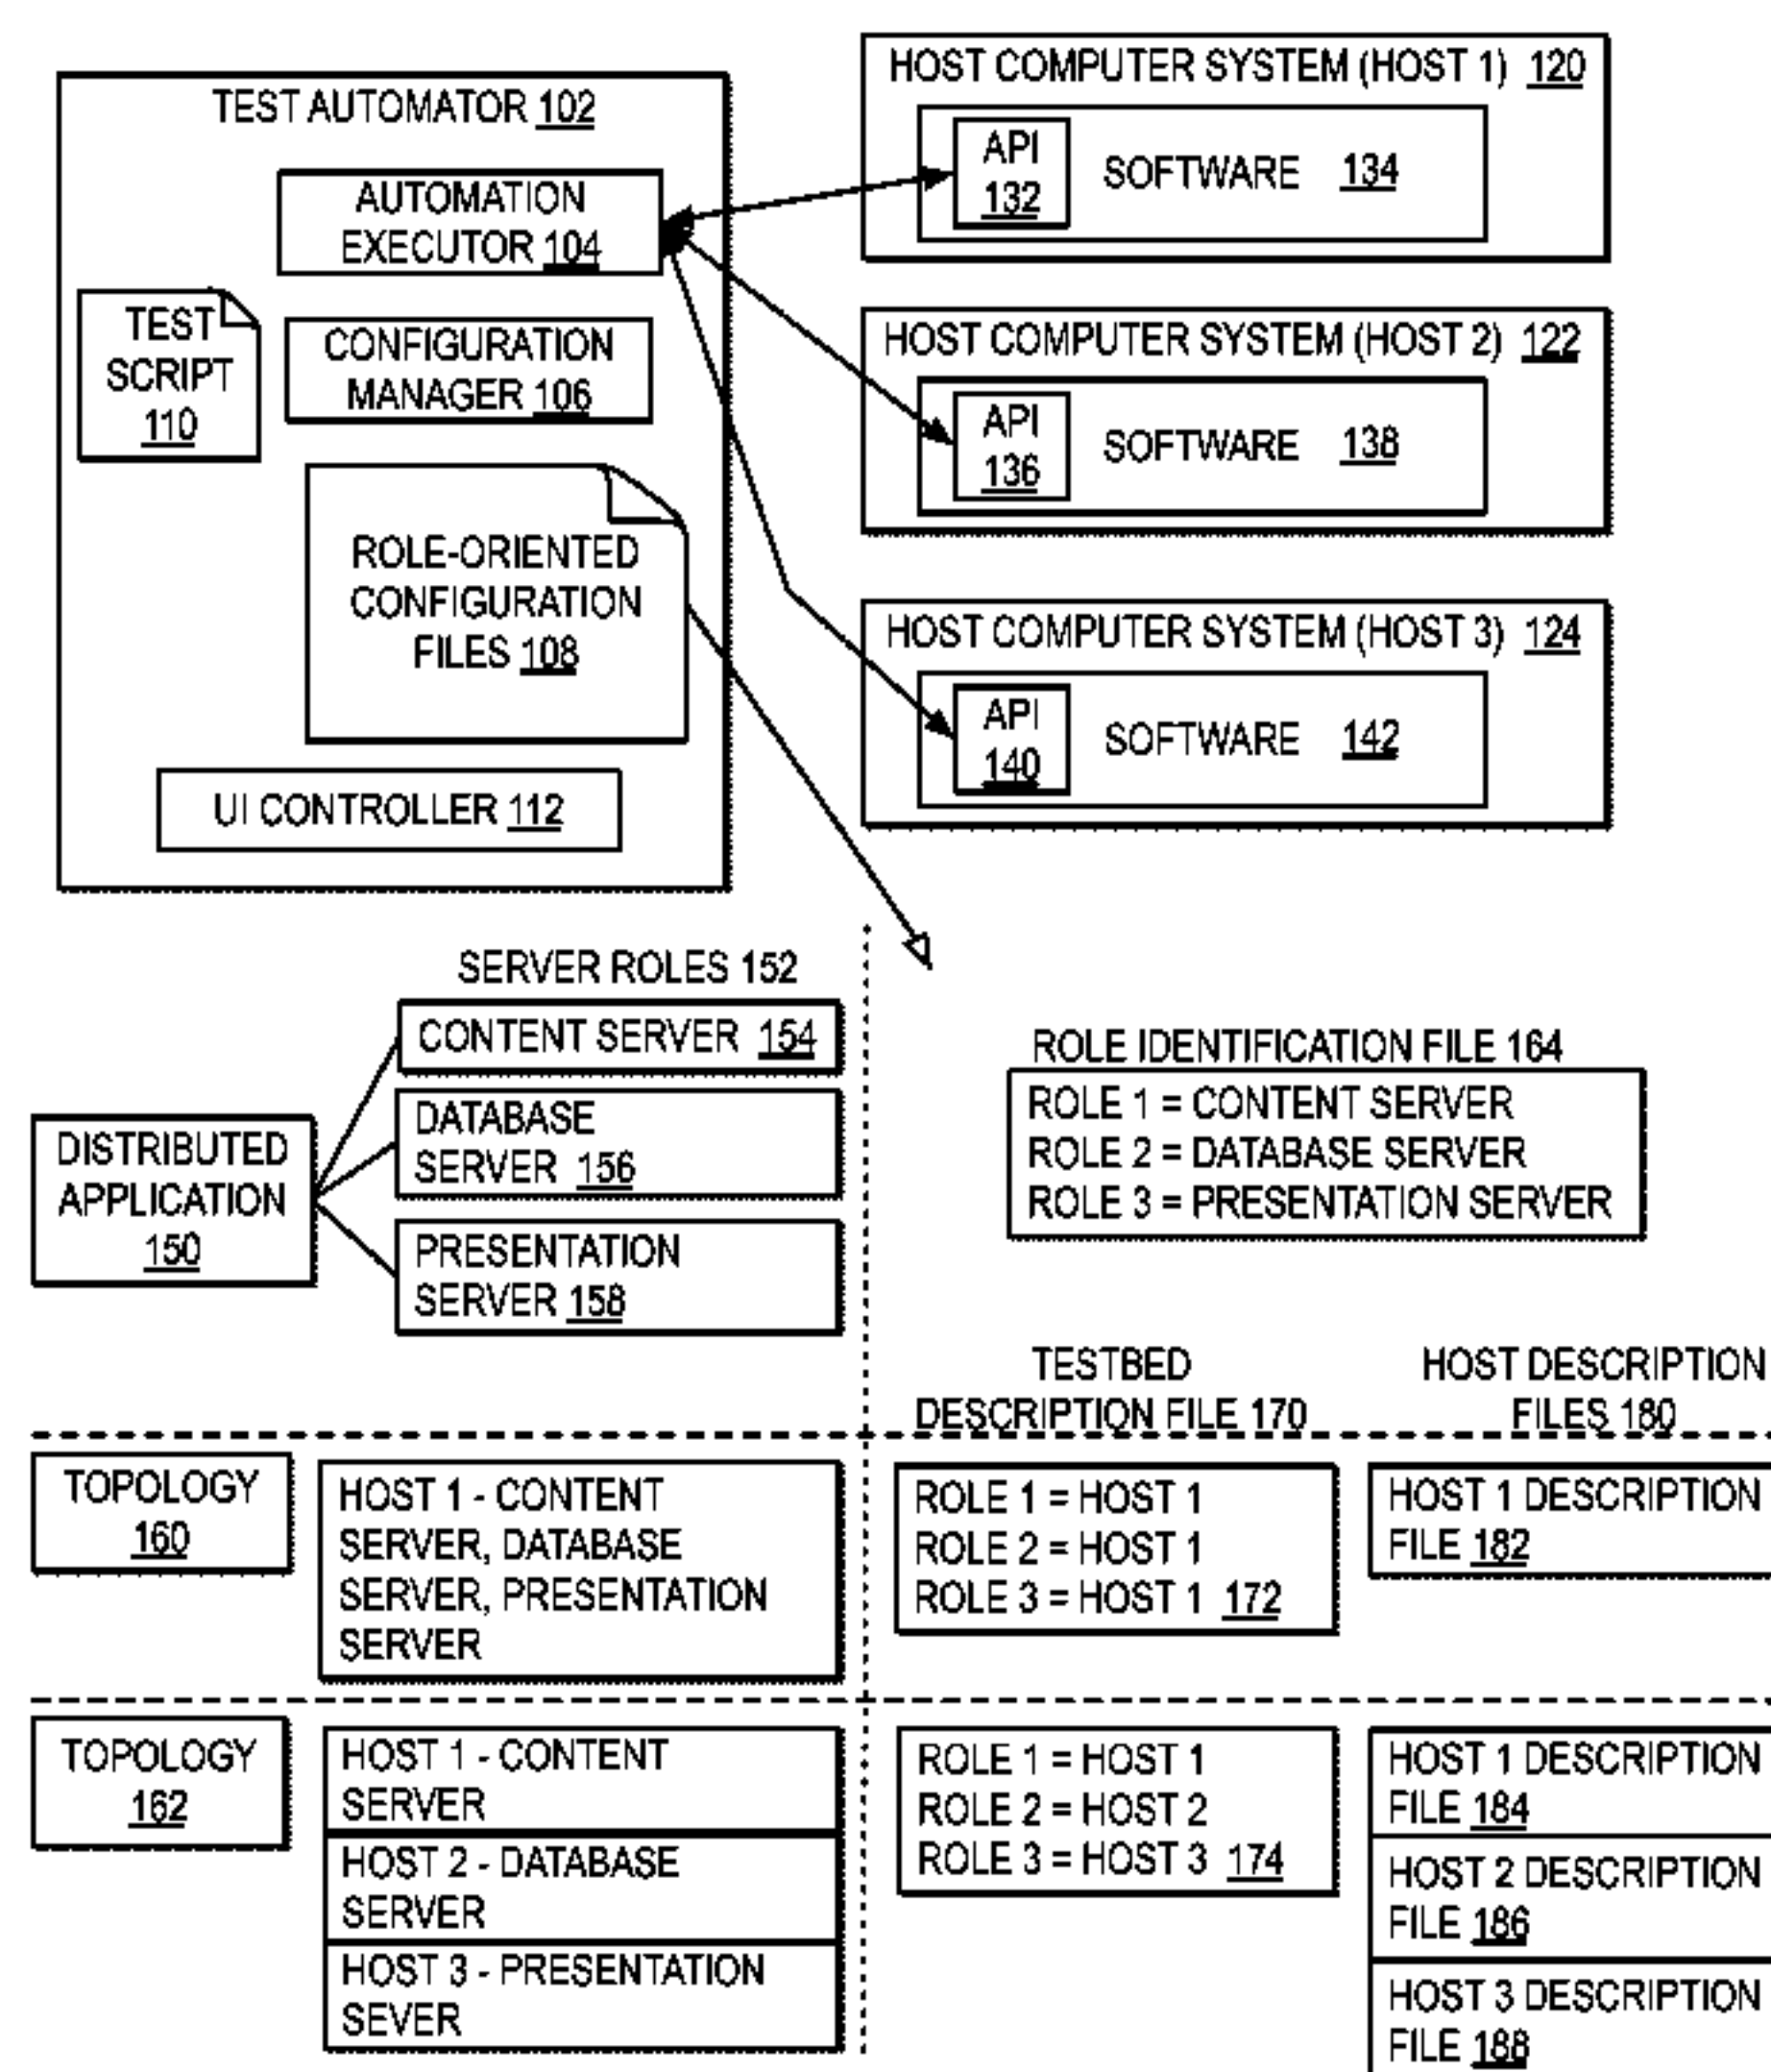 TEST AUTOMATOR 102
AUTOMATION
EXECUTOR 104
TEST
SCRIPT
110
CONFIGURATION
MANAGER 106
ROLE-ORIENTED
CONFIGURATION
FILES 108
UI CONTROLLER 112
HOST COMPUTER SYSTEM (HOST 1) 120
API
132
SOFTWARE 134
HOST COMPUTER SYSTEM (HOST 2) 122
API
136
SOFTWARE 138
HOST COMPUTER SYSTEM (HOST 3) 124
API
140
SOFTWARE 142
SERVER ROLES 152
CONTENT SERVER 154
DATABASE
SERVER 156
PRESENTATION
SERVER 158
DISTRIBUTED
APPLICATION
150
ROLE IDENTIFICATION FILE 164
ROLE 1 = CONTENT SERVER
ROLE 2 = DATABASE SERVER
ROLE 3 = PRESENTATION SERVER
TESTBED
DESCRIPTION FILE 170
HOST DESCRIPTION
FILES 180
TOPOLOGY
160
HOST 1 - CONTENT
SERVER, DATABASE
SERVER, PRESENTATION
SERVER
ROLE 1 = HOST 1
ROLE 2 = HOST 1
ROLE 3 = HOST 1 172
HOST 1 DESCRIPTION
FILE 182
TOPOLOGY
162
HOST 1 - CONTENT
SERVER
HOST 2 - DATABASE
SERVER
HOST 3 - PRESENTATION
SEVER
ROLE 1 = HOST 1
ROLE 2 = HOST 2
ROLE 3 = HOST 3 174
HOST 1 DESCRIPTION
FILE 184
HOST 2 DESCRIPTION
FILE 186
HOST 3 DESCRIPTION
FILE 188